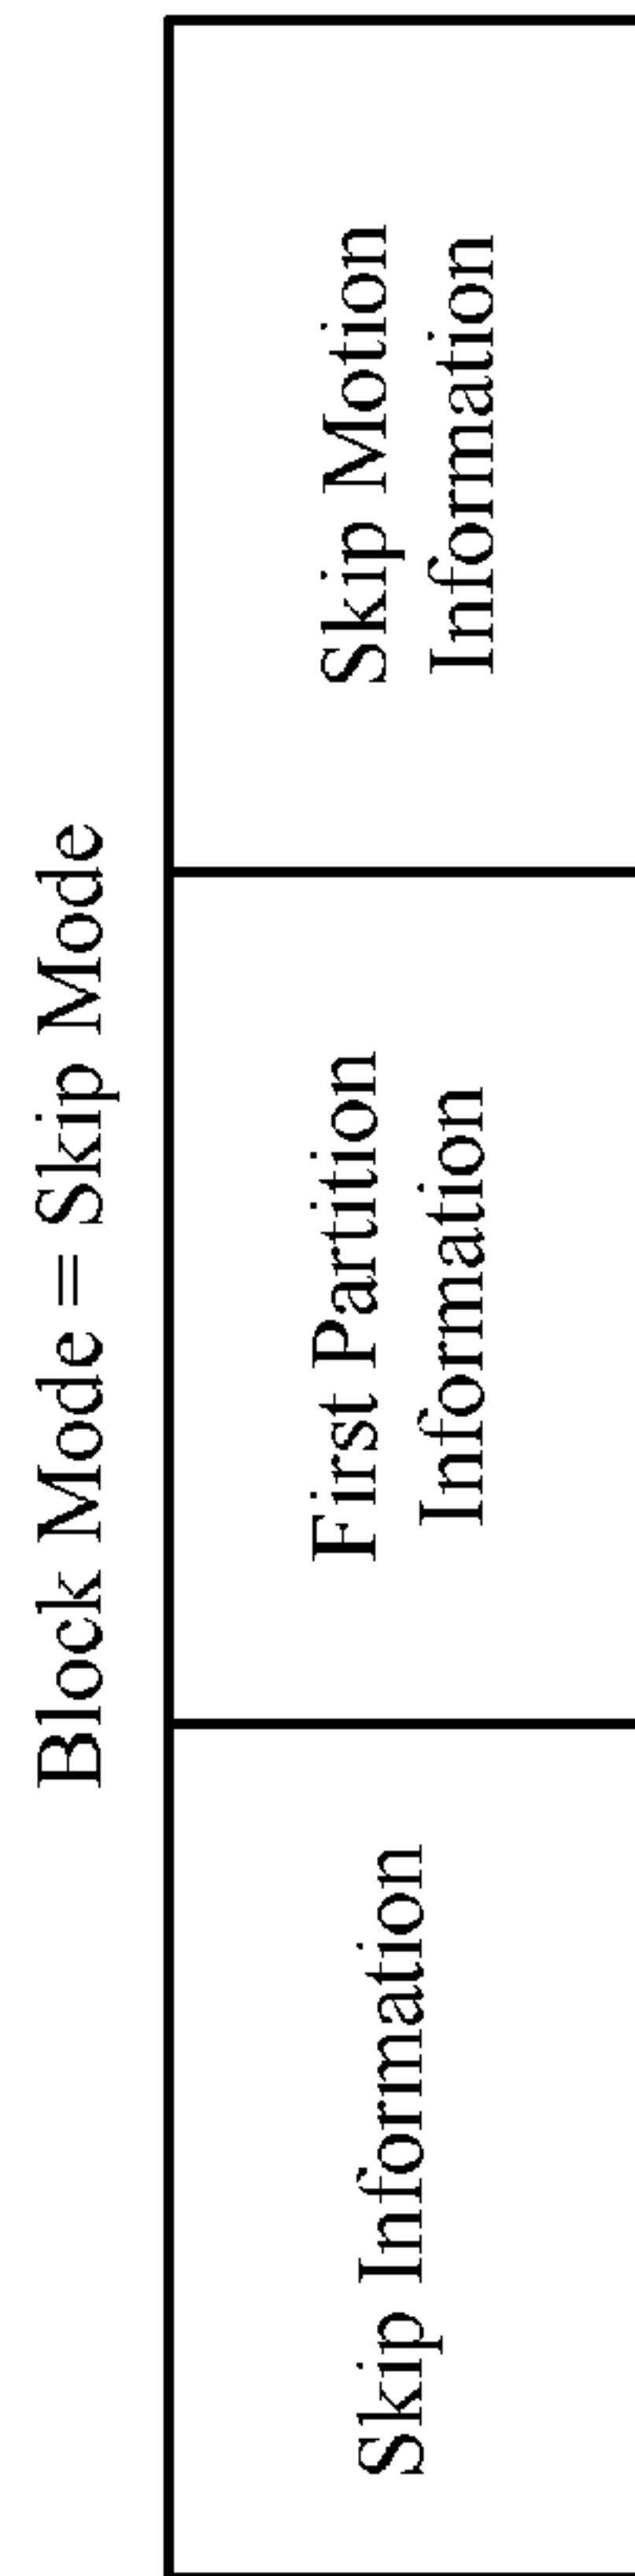 Block Mode = Skip Mode
Skip Information
First Partition
Information
Skip Motion
Information